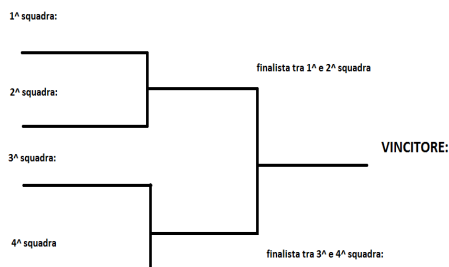 1^ squadra:
finalista tra 1^ e 2^ squadra
2^ squadra:
VINCITORE:
3^ squadra:
4^ squadra
finalista tra 3^ e 4^ squadra: